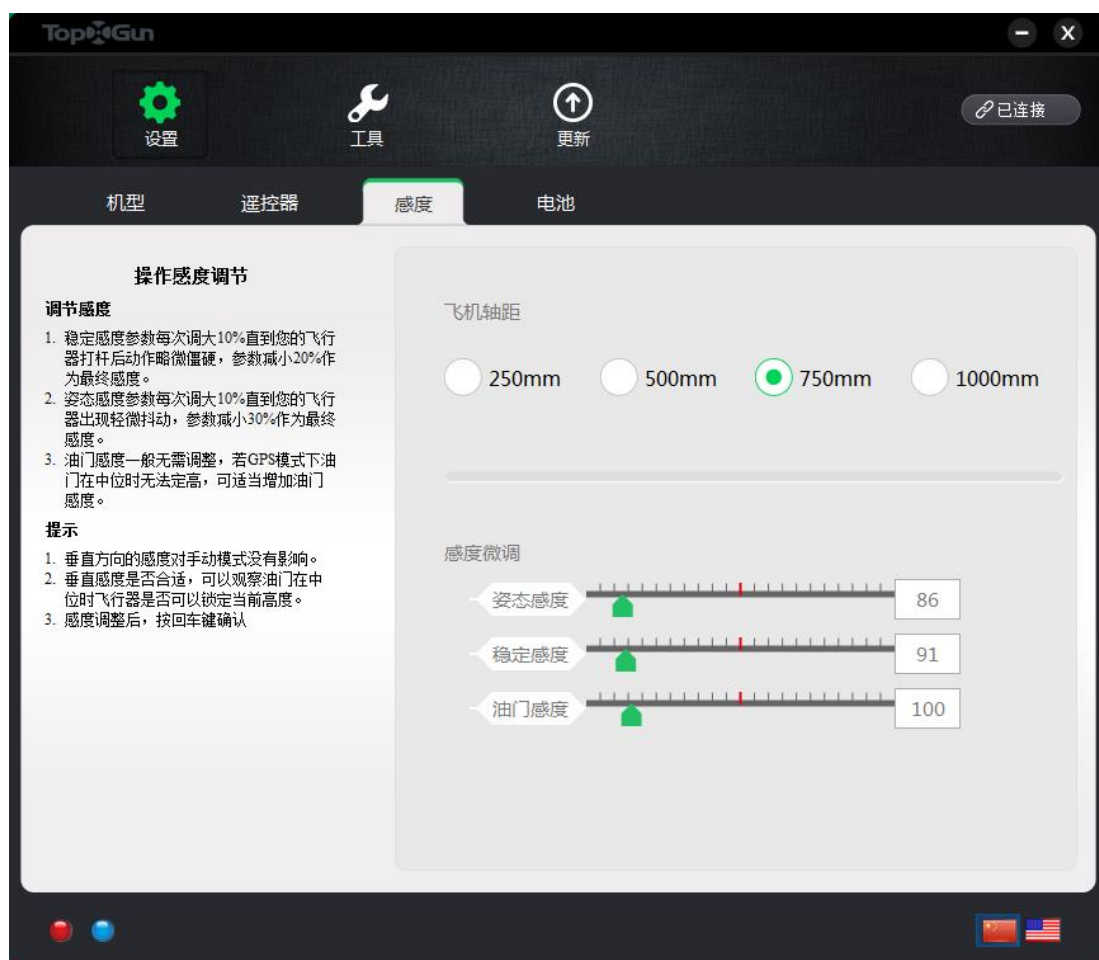 TopGun
设置
工具
更新
已连接
机型
遥控器
感度
电池
操作感度调节
调节感度
1. 稳定感度参数每次调大10%直到您的飞行
器打杆后动作略微僵硬，参数减小20%作
为最终感度。
2. 姿态感度参数每次调大10%直到您的飞行
器出现轻微抖动，参数减小30%作为最终
感度。
3. 油门感度一般无需调整，若GPS模式下油
门在中位时无法定高，可适当增加油门
感度。
提示
1. 垂直方向的感度对手动模式没有影响。
2. 垂直感度是否合适，可以观察油门在中
位时飞行器是否可以锁定当前高度。
3. 感度调整后，按回车键确认
飞机轴距
250mm 500mm 750mm 1000mm
感度微调
姿态感度 86
稳定感度 91
油门感度 100